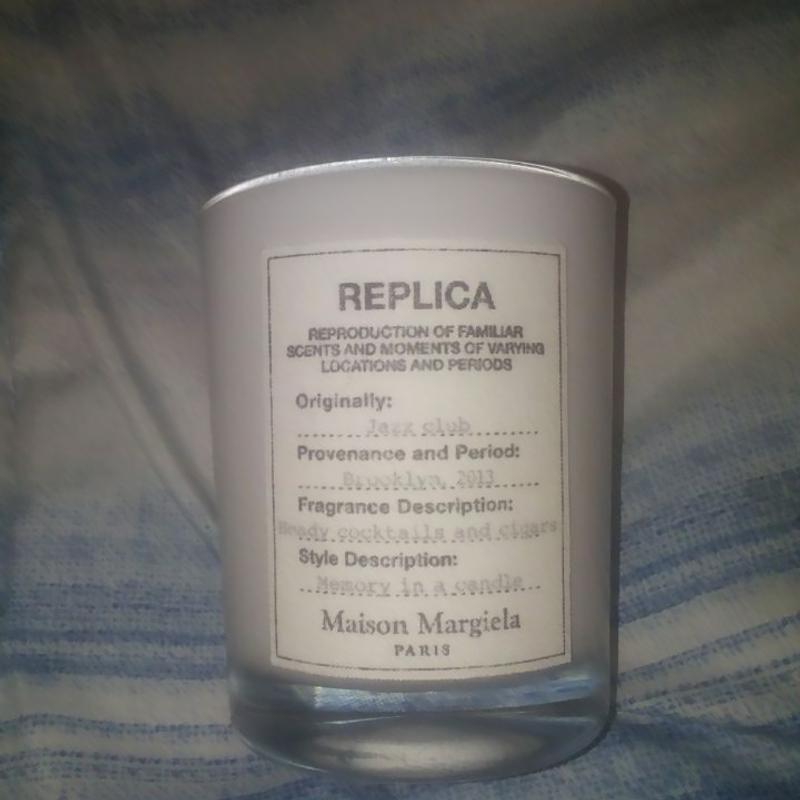 REPLICA
REPRODUCTION OF FAMILIAR
SCENTS AND MOMENTS OF VARYING
LOCATIONS AND PERIODS
Originally:
Jazz club
Provenance and Period:
Brooklyn, 2013
Fragrance Description:
Heady cocktails and cigars
Style Description:
Memory in a candle
Maison Margiela
PARIS